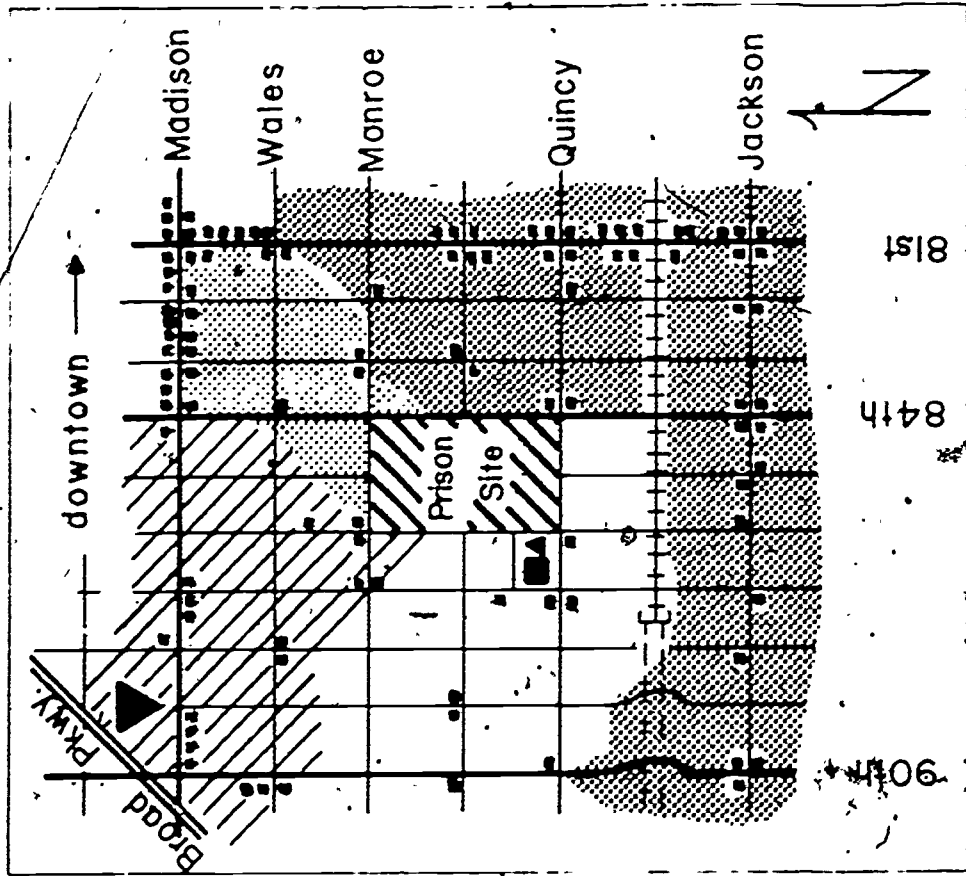 downtown
Madison
Wales
Monroe
Quincy
Jackson
N
81st
84th
90th
Prison
Site
Broad
Pkwy.